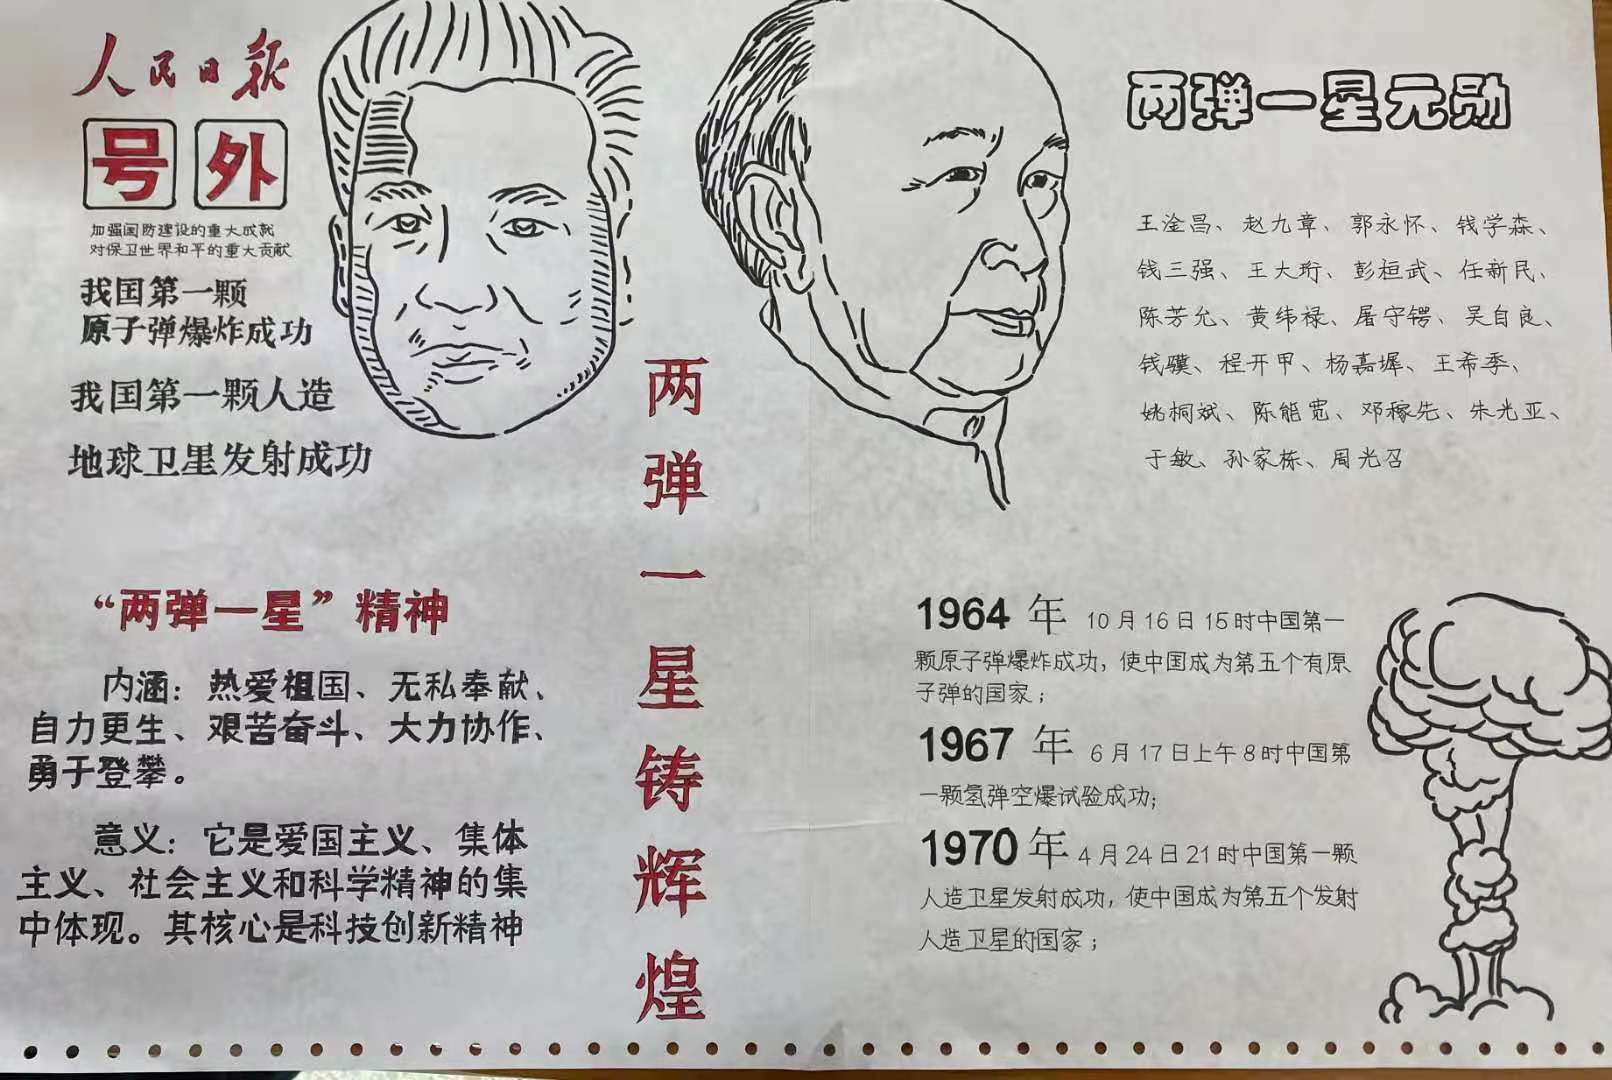 人民日报
号外
加强国防建设的重大成就
对保卫世界和平的重大贡献
我国第一颗
原子弹爆炸成功
我国第一颗人造
地球卫星发射成功
“两弹一星”精神
内涵：热爱祖国、无私奉献、
自力更生、艰苦奋斗、大力协作、
勇于登攀。
意义：它是爱国主义、集体
主义、社会主义和科学精神的集
中体现。其核心是科技创新精神
两弹一星铸辉煌
两弹一星元勋
王淦昌、赵九章、郭永怀、钱学森、
钱三强、王大珩、彭桓武、任新民、
陈芳允、黄纬禄、屠守锷、吴自良、
钱骥、程开甲、杨嘉墀、王希季、
姚桐斌、陈能宽、邓稼先、朱光亚、
于敏、孙家栋、周光召
1964年 10月16日15时中国第一
颗原子弹爆炸成功，使中国成为第五个有原
子弹的国家；
1967年 6月17日上午8时中国第
一颗氢弹空爆试验成功；
1970年 4月24日21时中国第一颗
人造卫星发射成功，使中国成为第五个发射
人造卫星的国家；